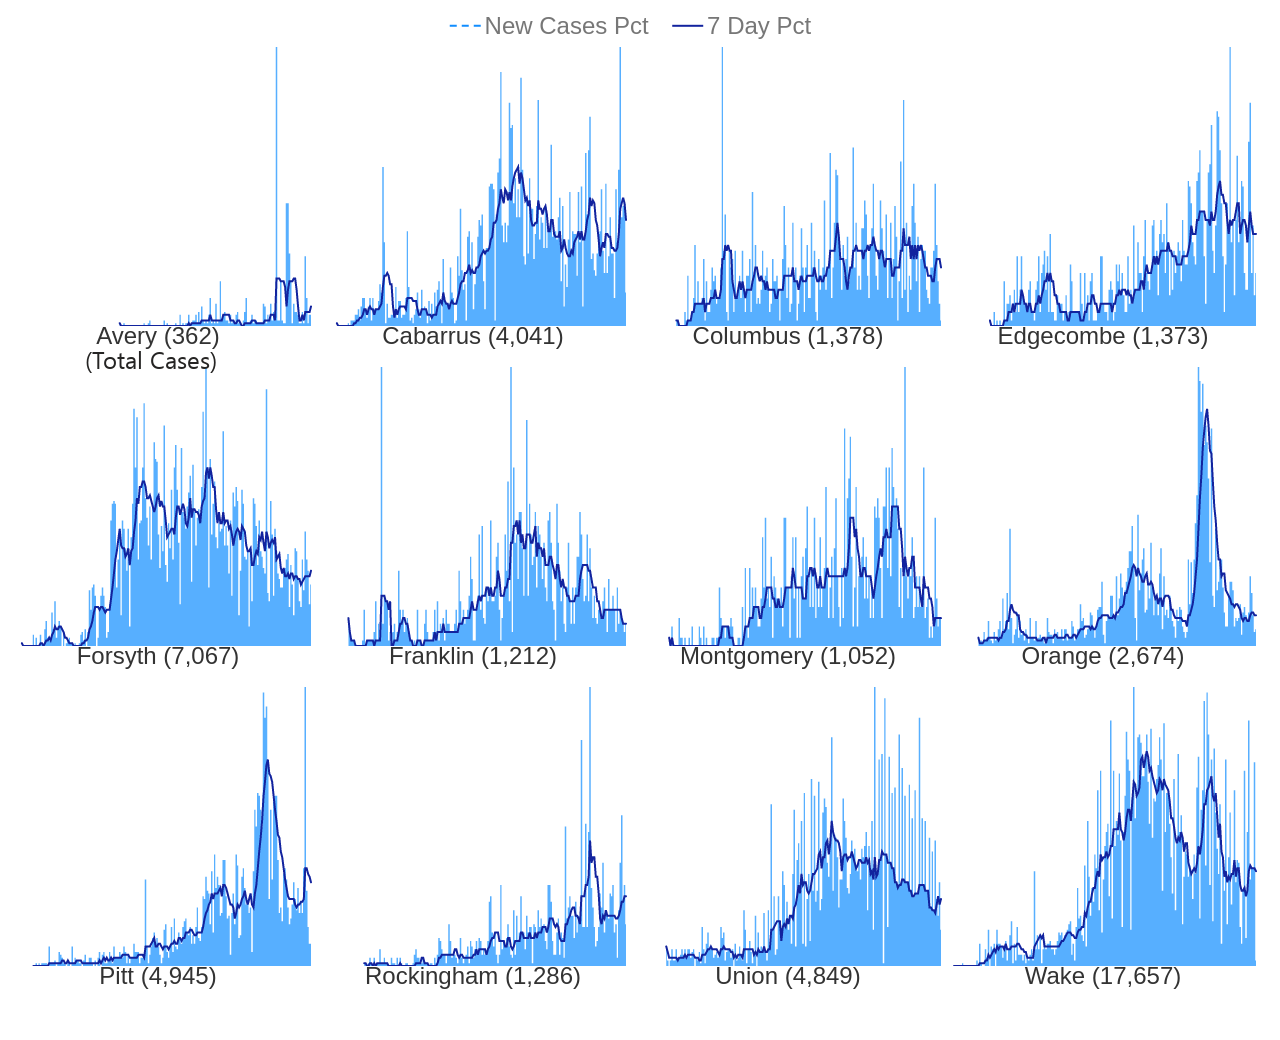 New Cases Pct 7 Day Pct
Avery (362) Cabarrus (4,041) Columbus (1,378) Edgecombe (1,373)
(Total Cases)
Forsyth (7,067) Franklin (1,212) Montgomery (1,052) Orange (2,674)
Pitt (4,945) Rockingham (1,286) Union (4,849) Wake (17,657)